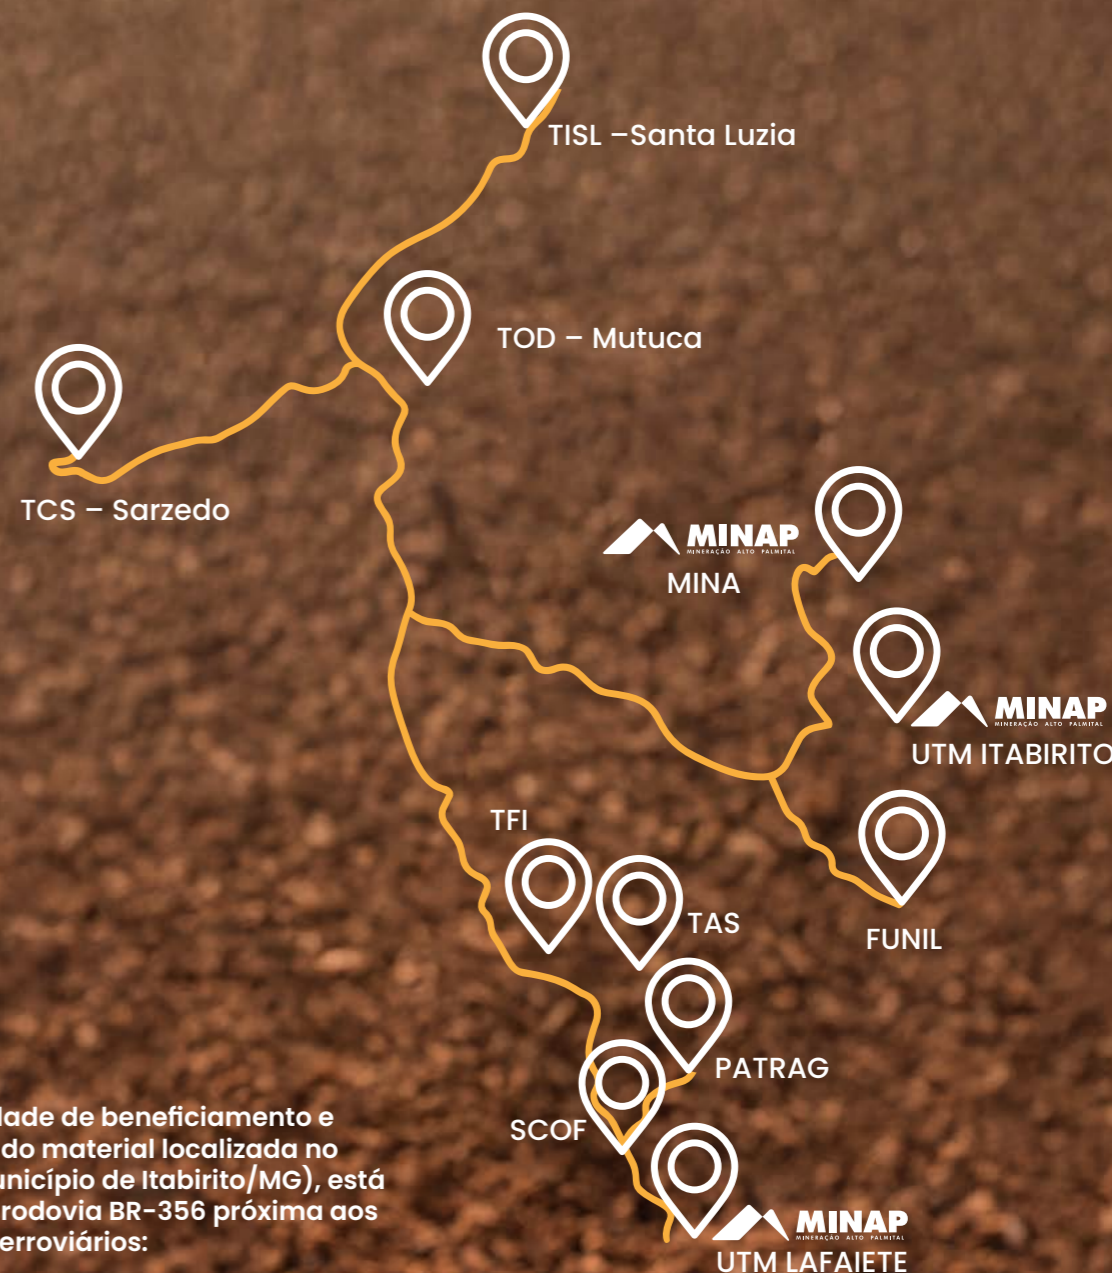 TISL –Santa Luzia
TOD – Mutuca
TCS – Sarzedo
MINAP
MINERAÇÃO ALTO PALMITAL
MINA
MINAP
MINERAÇÃO ALTO PALMITAL
UTM ITABIRITO
TFI
TAS
FUNIL
PATRAG
SCOF
dade de beneficiamento e
do material localizada no
unicípio de Itabirito/MG), está
rodovia BR-356 próxima aos
erroviários:
MINAP
MINERAÇÃO ALTO PALMITAL
UTM LAFAIETE